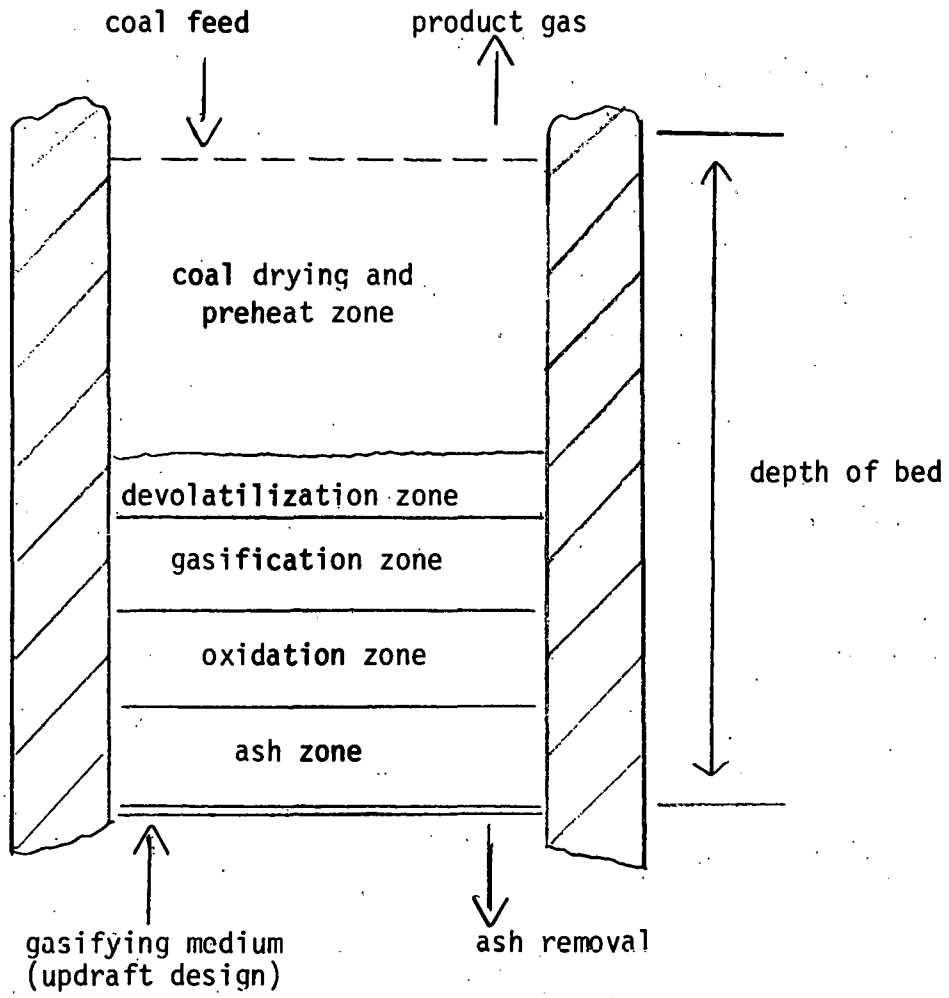 coal feed
product gas
coal drying and
preheat zone
devolatilization zone
depth of bed
gasification zone
oxidation zone
ash zone
gasifying medium
(updraft design)
ash removal